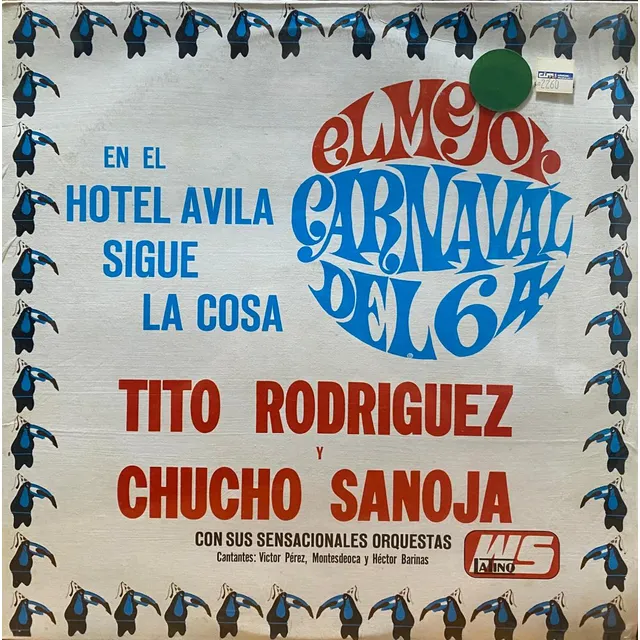 EN EL
HOTEL AVILA
SIGUE
LA COSA
EL MEJOR
CARNAVAL
DEL 64
TITO RODRIGUEZ
Y
CHUCHO SANOJA
CON SUS SENSACIONALES ORQUESTAS
Cantantes: Victor Pérez, Montesdeoca y Héctor Barinas
WS
LATINO
2260